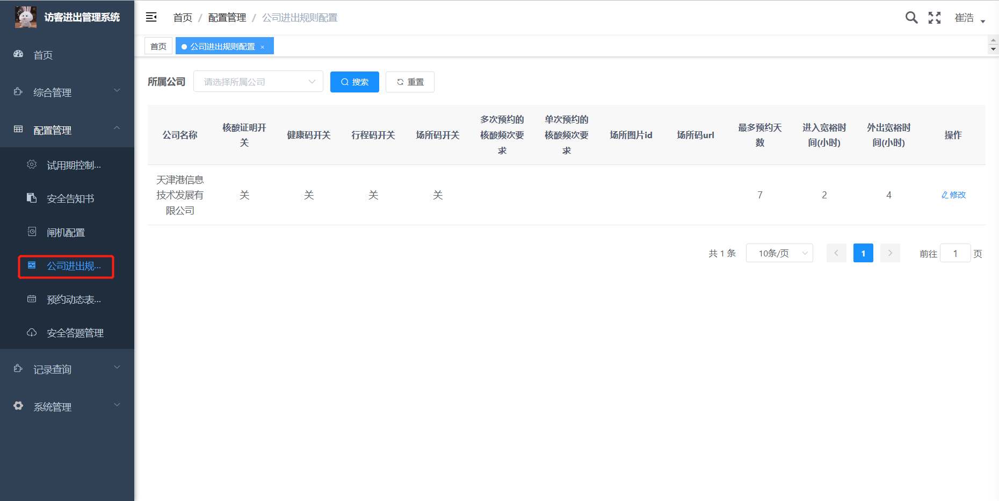 访客进出管理系统
首页 / 配置管理 / 公司进出规则配置
崔浩
首页
公司进出规则配置 ×
首页
综合管理
配置管理
试用期控制...
安全告知书
闸机配置
公司进出规...
预约动态表...
安全答题管理
记录查询
系统管理
所属公司
请选择所属公司
搜索
重置
公司名称
核酸证明开
关
健康码开关
行程码开关
场所码开关
多次预约的
核酸频次要
求
单次预约的
核酸频次要
求
场所图片id
场所码url
最多预约天
数
进入宽裕时
间(小时)
外出宽裕时
间(小时)
操作
天津港信息
技术发展有
限公司
关
关
关
关
7
2
4
修改
共 1 条
10条/页
1
前往 1 页